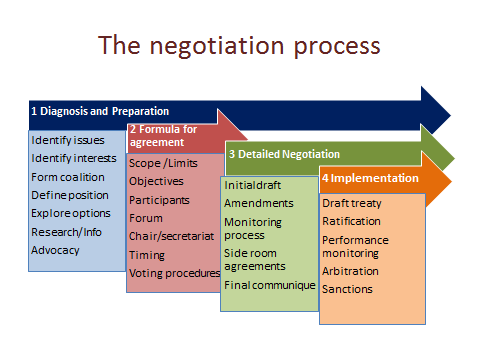 The negotiation process
1 Diagnosis and Preparation
Identify issues
Identify interests
Form coalition
Define position
Explore options
Research/Info
Advocacy
2 Formula for
agreement
Scope /Limits
Objectives
Participants
Forum
Chair/secretariat
Timing
Voting procedures
3 Detailed Negotiation
Initial draft
Amendments
Monitoring
process
Side room
agreements
Final communique
4 Implementation
Draft treaty
Ratification
Performance
monitoring
Arbitration
Sanctions